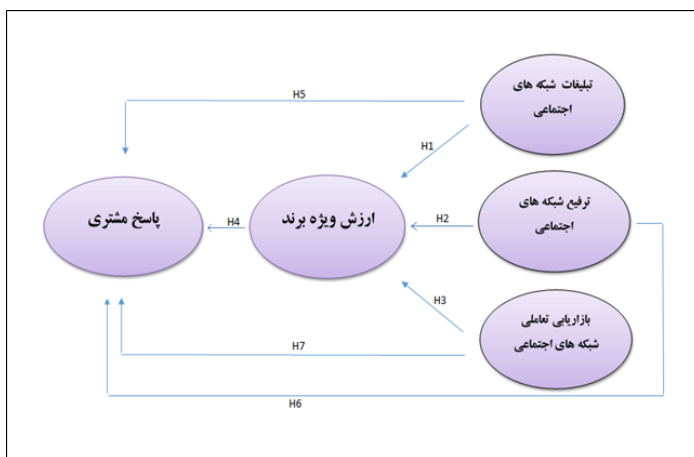 تبلیغات شبکه های
اجتماعی
H5
H1
ترفیع شبکه های
اجتماعی
H2
ارزش ویژه برند
H4
پاسخ مشتری
H3
بازاریابی تعاملی
شبکه های اجتماعی
H7
H6